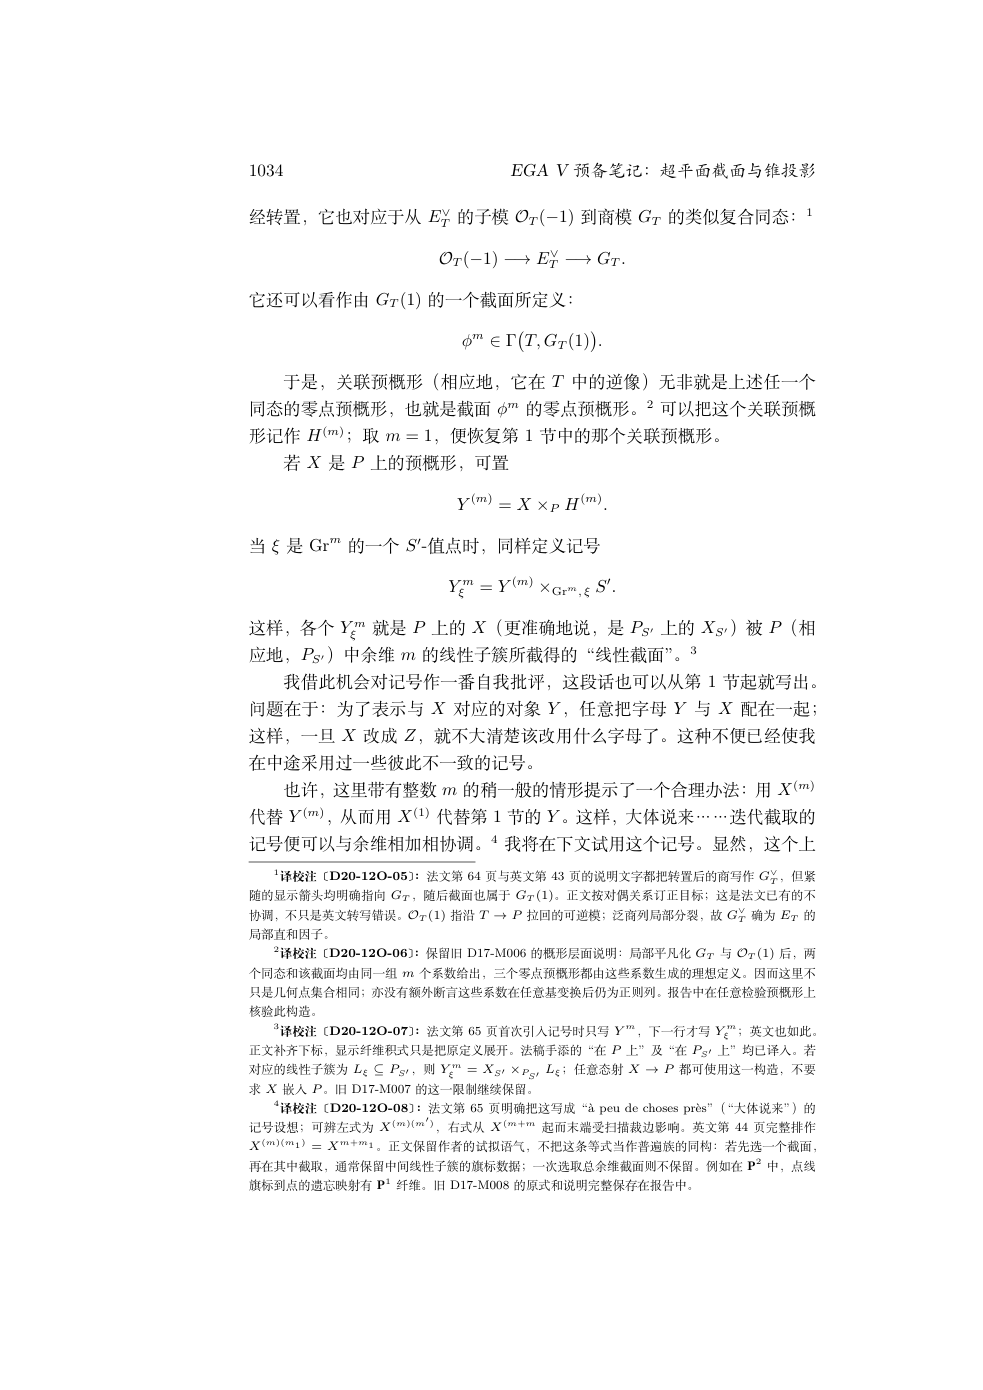 1034 EGA V 预备笔记：超平面截面与锥投影
经转置，它也对应于从 $E_T^\vee$ 的子模 $\mathcal{O}_T(-1)$ 到商模 $G_T$ 的类似复合同态：$^1$
$\mathcal{O}_T(-1) \longrightarrow E_T^\vee \longrightarrow G_T.$
它还可以看作由 $G_T(1)$ 的一个截面所定义：
$\phi^m \in \Gamma(T, G_T(1)).$
于是，关联预概形（相应地，它在 $T$ 中的逆像）无非就是上述任一个
同态的零点预概形，也就是截面 $\phi^m$ 的零点预概形。$^2$ 可以把这个关联预概
形记作 $H^{(m)}$；取 $m = 1$，便恢复第 1 节中的那个关联预概形。
若 $X$ 是 $P$ 上的预概形，可置
$Y^{(m)} = X \times_P H^{(m)}.$
当 $\xi$ 是 $\mathrm{Gr}^m$ 的一个 $S'$-值点时，同样定义记号
$Y_\xi^m = Y^{(m)} \times_{\mathrm{Gr}^m, \xi} S'.$
这样，各个 $Y_\xi^m$ 就是 $P$ 上的 $X$（更准确地说，是 $P_{S'}$ 上的 $X_{S'}$）被 $P$（相
应地，$P_{S'}$）中余维 $m$ 的线性子簇所截得的“线性截面”。$^3$
我借此机会对记号作一番自我批评，这段话也可以从第 1 节起就写出。
问题在于：为了表示与 $X$ 对应的对象 $Y$，任意把字母 $Y$ 与 $X$ 配在一起；
这样，一旦 $X$ 改成 $Z$，就不大清楚该改用什么字母了。这种不便已经使我
在中途采用过一些彼此不一致的记号。
也许，这里带有整数 $m$ 的稍一般的情形提示了一个合理办法：用 $X^{(m)}$
代替 $Y^{(m)}$，从而用 $X^{(1)}$ 代替第 1 节的 $Y$。这样，大体说来……迭代截取的
记号便可以与余维相加相协调。$^4$ 我将在下文试用这个记号。显然，这个上
$^1$译校注〔D20-12O-05〕：法文第 64 页与英文第 43 页的说明文字都把转置后的商写作 $G_T^\vee$，但紧
随的显示箭头均明确指向 $G_T$，随后截面也属于 $G_T(1)$。正文按对偶关系订正目标；这是法文已有的不
协调，不只是英文转写错误。$\mathcal{O}_T(1)$ 指沿 $T \to P$ 拉回的可逆模；泛商列局部分裂，故 $G_T^\vee$ 确为 $E_T$ 的
局部直和因子。
$^2$译校注〔D20-12O-06〕：保留旧 D17-M006 的概形层面说明：局部平凡化 $G_T$ 与 $\mathcal{O}_T(1)$ 后，两
个同态和该截面均由同一组 $m$ 个系数给出，三个零点预概形都由这些系数生成的理想定义。因而这里不
只是几何点集合相同；亦没有额外断言这些系数在任意基变换后仍为正则列。报告中在任意检验预概形上
核验此构造。
$^3$译校注〔D20-12O-07〕：法文第 65 页首次引入记号时只写 $Y^m$，下一行才写 $Y_\xi^m$；英文也如此。
正文补齐下标，显示纤维积式只是把原定义展开。法稿手添的“在 $P$ 上”及“在 $P_{S'}$ 上”均已译入。若
对应的线性子簇为 $L_\xi \subseteq P_{S'}$，则 $Y_\xi^m = X_{S'} \times_{P_{S'}} L_\xi$；任意态射 $X \to P$ 都可使用这一构造，不要
求 $X$ 嵌入 $P$。旧 D17-M007 的这一限制继续保留。
$^4$译校注〔D20-12O-08〕：法文第 65 页明确把这写成“à peu de choses près”（“大体说来”）的
记号设想；可辨左式为 $X^{(m)(m')}$，右式从 $X^{(m+m}$ 起而末端受扫描裁边影响。英文第 44 页完整排作
$X^{(m)(m_1)} = X^{m+m_1}$。正文保留作者的试拟语气，不把这条等式当作普遍族的同构：若先选一个截面，
再在其中截取，通常保留中间线性子簇的旗标数据；一次选取总余维截面则不保留。例如在 $\mathbf{P}^2$ 中，点线
旗标到点的遗忘映射有 $\mathbf{P}^1$ 纤维。旧 D17-M008 的原式和说明完整保存在报告中。